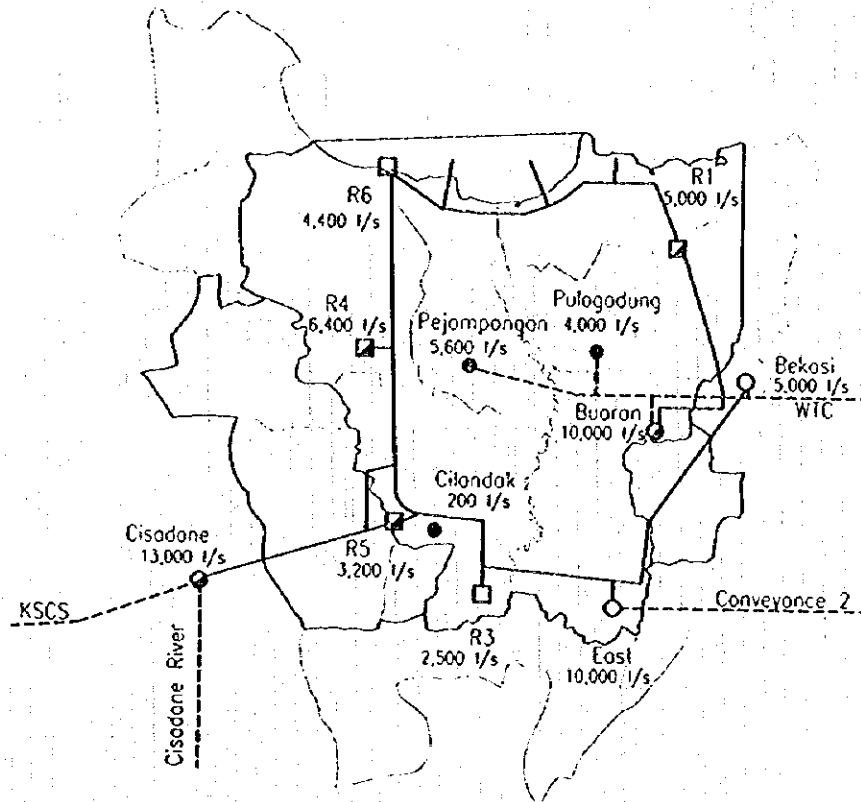 R6
4,400 l/s
R1
5,000 l/s
R4
6,400 l/s
Pejompongan
5,600 l/s
Pulogadung
4,000 l/s
Bekasi
5,000 l/s
WTC
Buaran
10,000 l/s
Cilandak
200 l/s
Cisadane
13,000 l/s
R5
3,200 l/s
KSCS
Conveyance 2
R3
2,500 l/s
East
10,000 l/s
Cisadane River